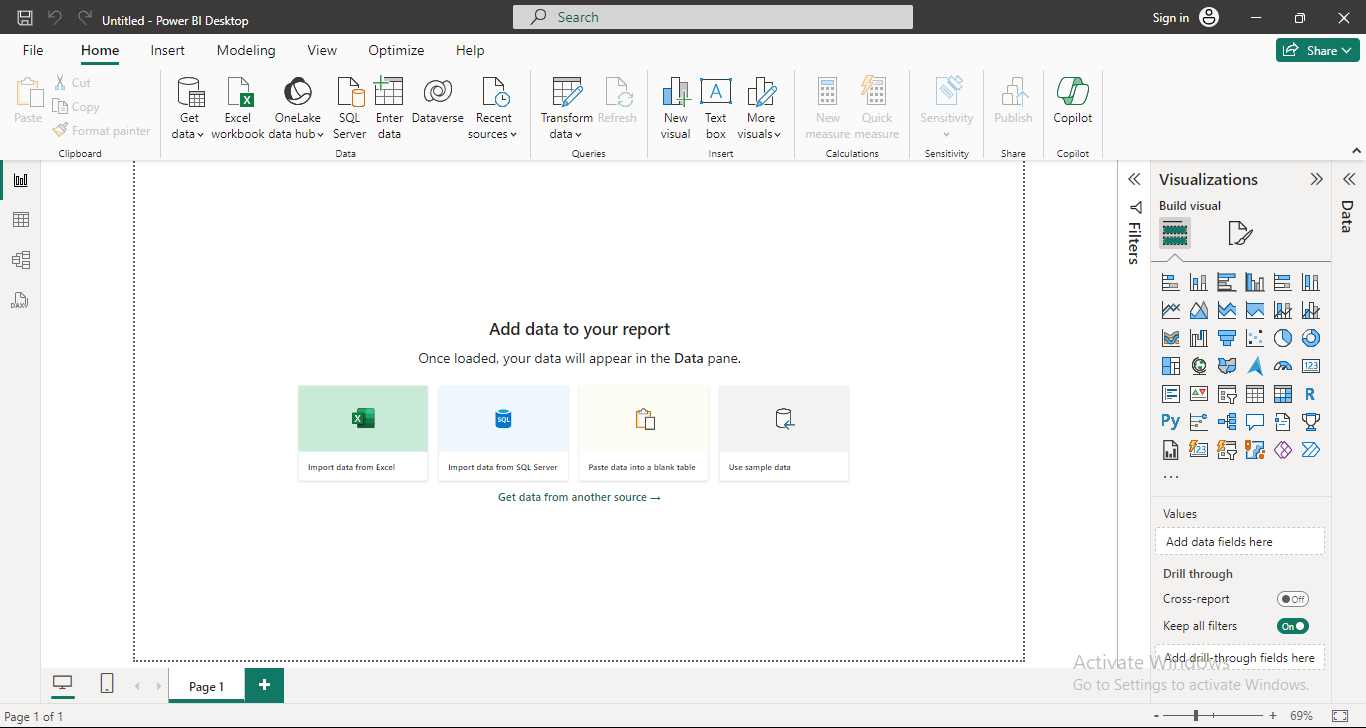 Untitled - Power BI Desktop
Search
Sign in
File Home Insert Modeling View Optimize Help
Share
Paste
Cut
Copy
Format painter
Clipboard
Get data
Excel workbook
OneLake data hub
SQL Server
Enter data
Dataverse
Recent sources
Data
Transform data
Refresh
Queries
New visual
Text box
More visuals
Insert
New measure
Quick measure
Calculations
Sensitivity
Sensitivity
Publish
Share
Copilot
Copilot
DAX
Add data to your report
Once loaded, your data will appear in the Data pane.
X
SQL
Import data from Excel
Import data from SQL Server
Paste data into a blank table
Use sample data
Get data from another source →
Filters
Visualizations
Build visual
123
R
Py
123
...
Values
Add data fields here
Drill through
Cross-report
Off
Keep all filters
On
Add drill-through fields here
Data
Activate Windows
Go to Settings to activate Windows.
Page 1
+
Page 1 of 1
- + 69%